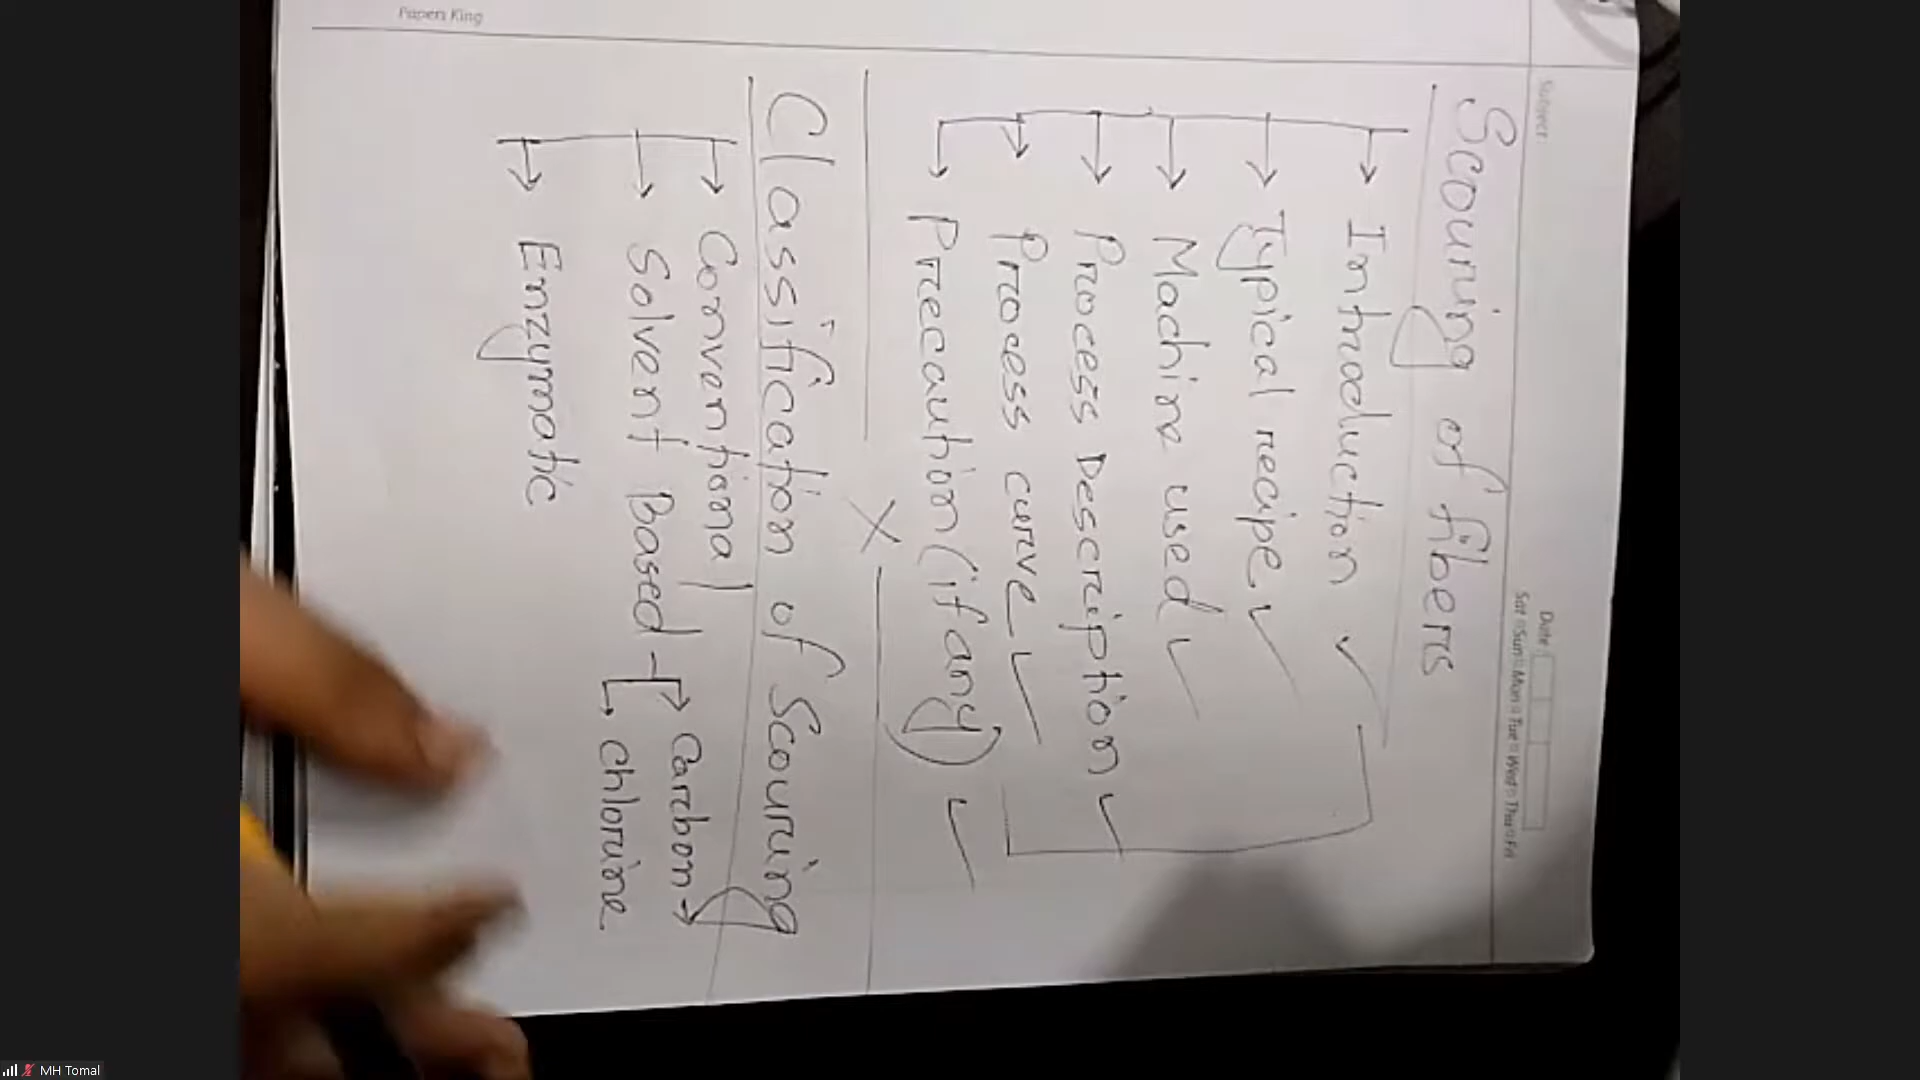 Subject:
Date:
Sat Sun Mon Tue Wed Thu Fri
Scouring of fibers
Introduction ✓
Typical recipe ✓
Machine used ✓
Process Description ✓
Process curve ✓
Precaution (if any) ✓
X
Classification of Scouring
Conventional
Solvent Based
Carbon →
chlorine
Enzymatic
Papers King
MH Tomal